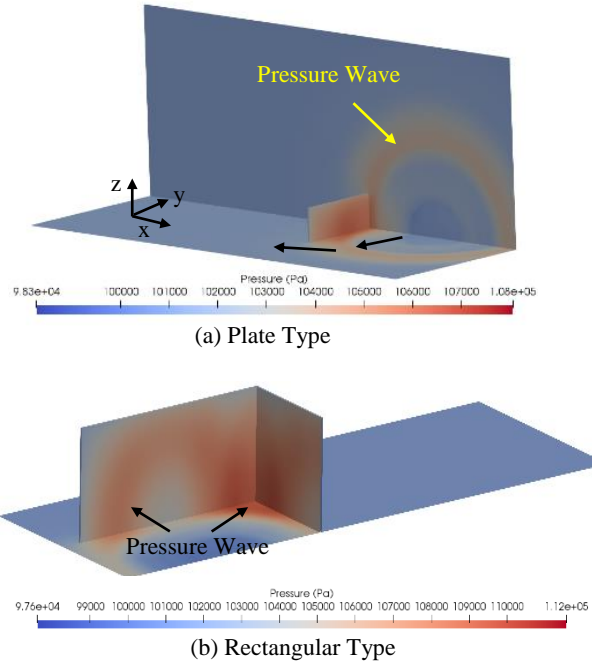 Pressure Wave
z
y
x
Pressure (Pa)
9.83e+04 100000 101000 102000 103000 104000 105000 106000 107000 1.08e+05
(a) Plate Type
Pressure Wave
Pressure (Pa)
9.76e+04 99000 100000 101000 102000 103000 104000 105000 106000 107000 108000 109000 110000 1.12e+05
(b) Rectangular Type